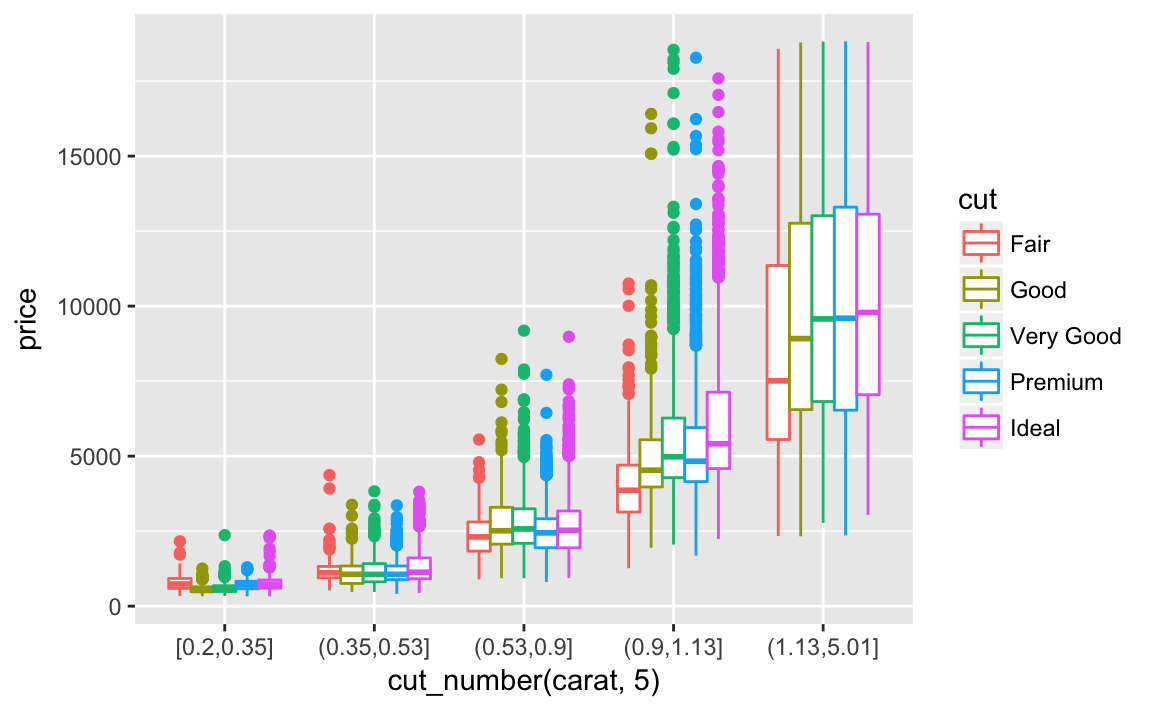 price
15000
10000
5000
0
[0.2,0.35] (0.35,0.53] (0.53,0.9] (0.9,1.13] (1.13,5.01]
cut_number(carat, 5)
cut
Fair
Good
Very Good
Premium
Ideal